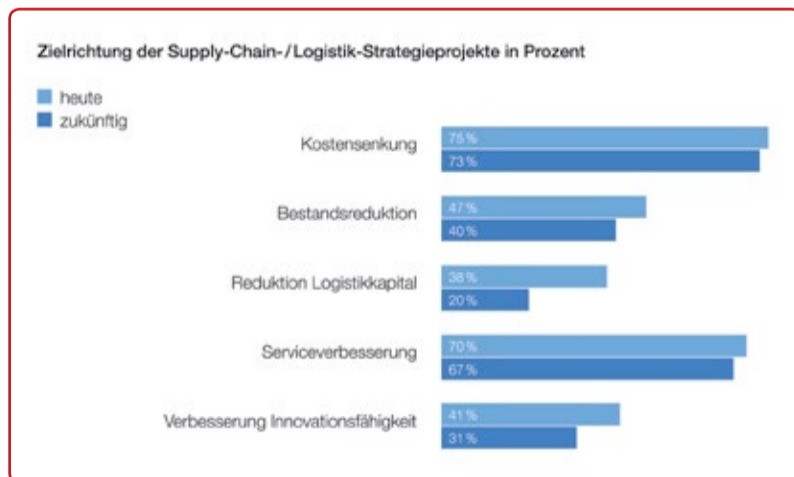 Zielrichtung der Supply-Chain-/Logistik-Strategieprojekte in Prozent
heute
zukünftig
Kostensenkung
75 %
73 %
Bestandsreduktion
47 %
40 %
Reduktion Logistikkapital
38 %
20 %
Serviceverbesserung
70 %
67 %
Verbesserung Innovationsfähigkeit
41 %
31 %